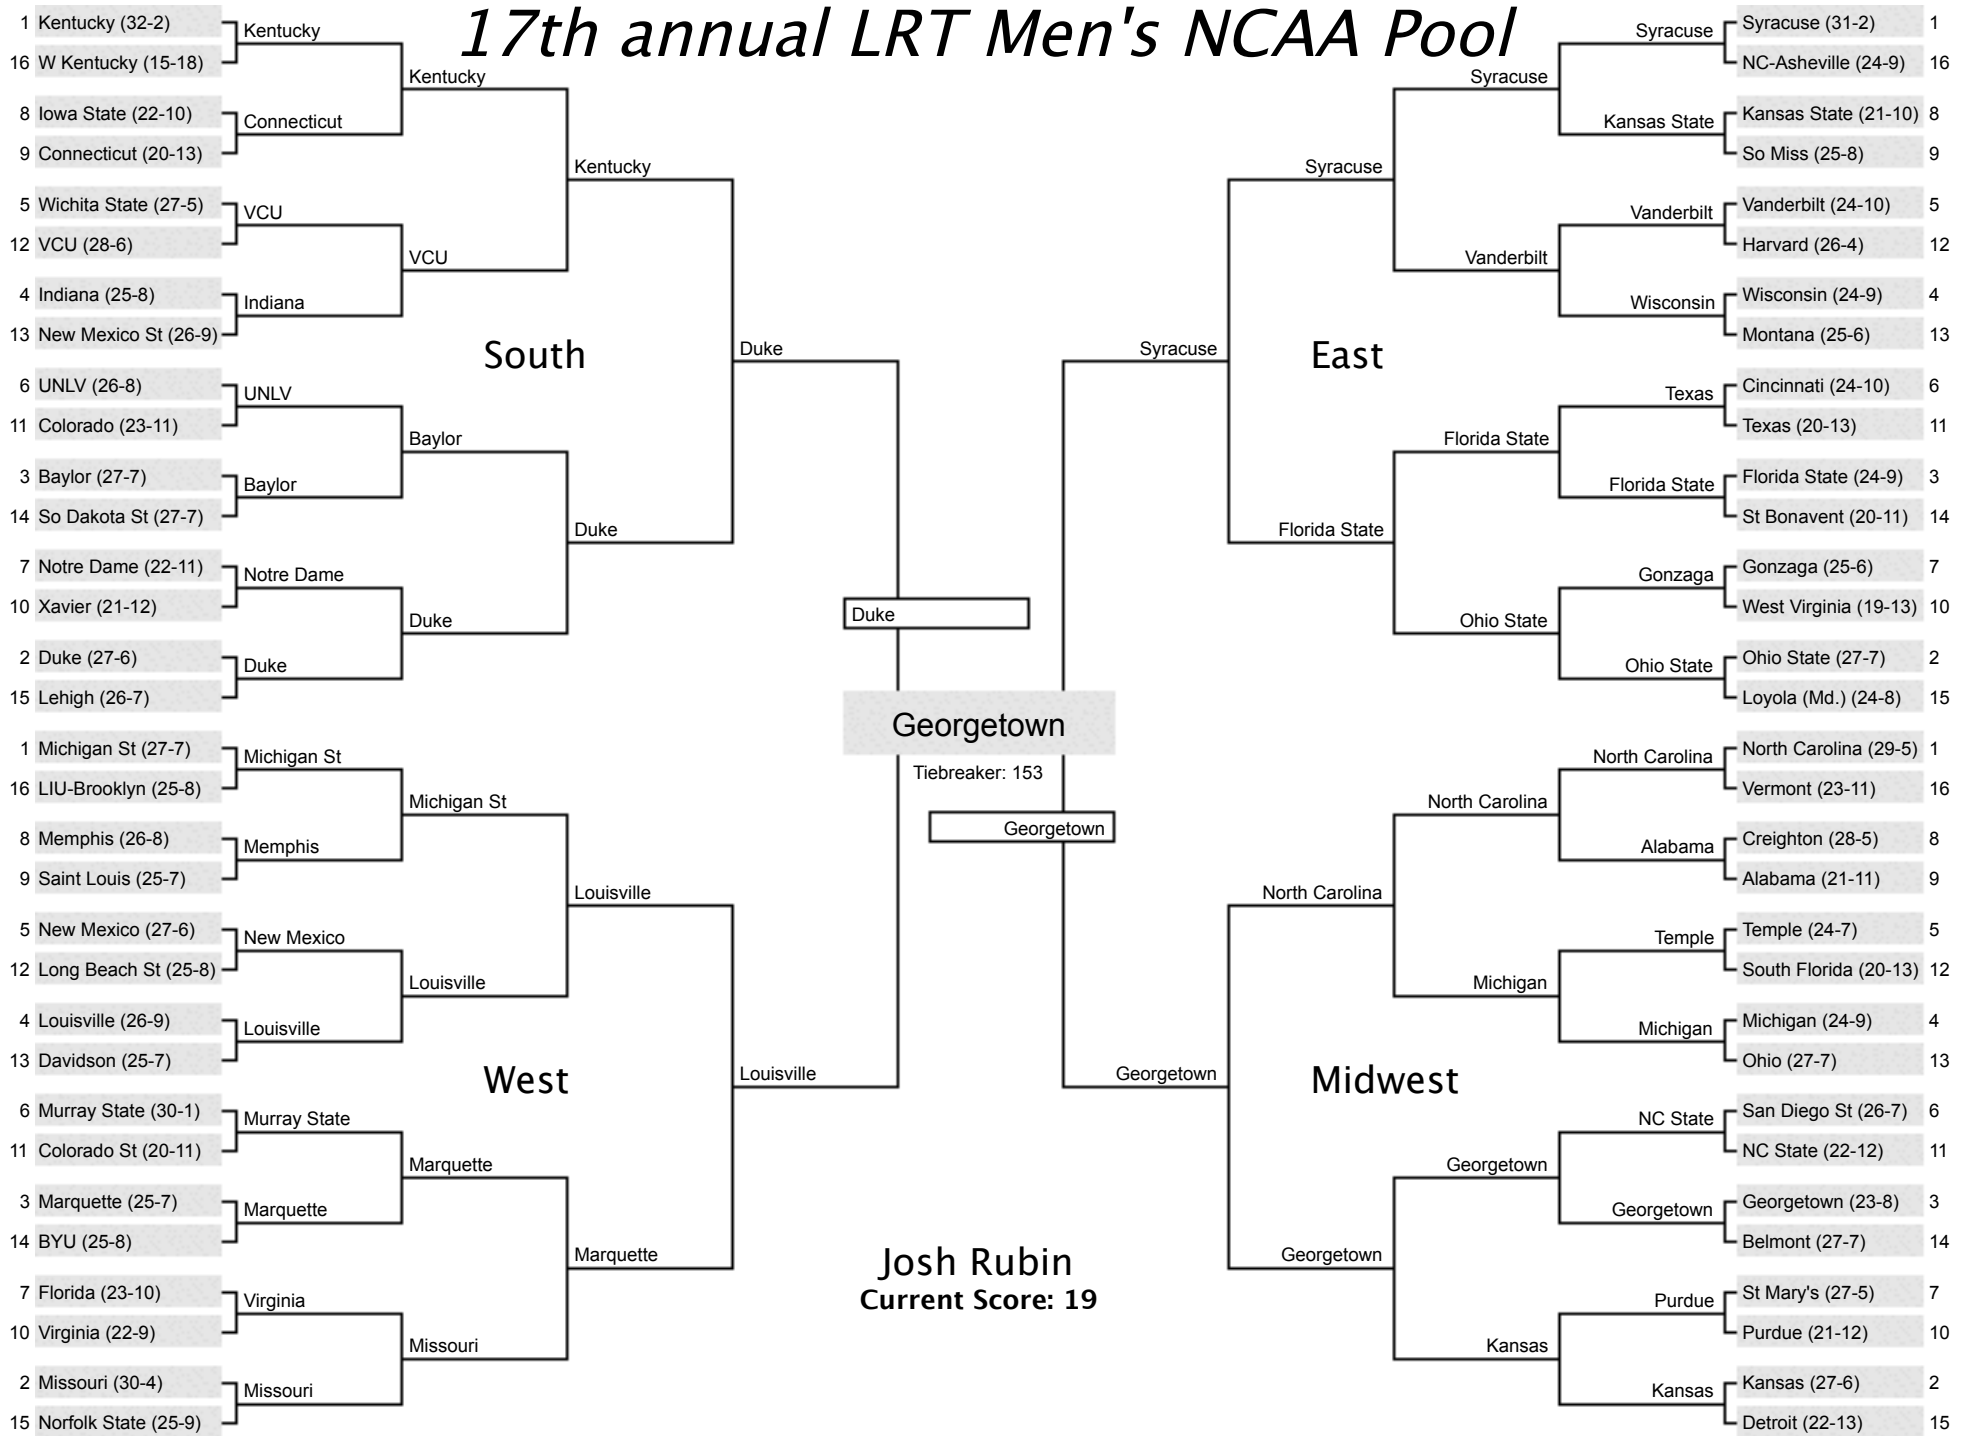 17th annual LRT Men's NCAA Pool
1 Kentucky (32-2)
16 W Kentucky (15-18)
8 Iowa State (22-10)
9 Connecticut (20-13)
5 Wichita State (27-5)
12 VCU (28-6)
4 Indiana (25-8)
13 New Mexico St (26-9)
6 UNLV (26-8)
11 Colorado (23-11)
3 Baylor (27-7)
14 So Dakota St (27-7)
7 Notre Dame (22-11)
10 Xavier (21-12)
2 Duke (27-6)
15 Lehigh (26-7)
Kentucky
Connecticut
VCU
Indiana
UNLV
Baylor
Notre Dame
Duke
Kentucky
VCU
Baylor
Duke
Kentucky
Duke
South
Duke
1 Michigan St (27-7)
16 LIU-Brooklyn (25-8)
8 Memphis (26-8)
9 Saint Louis (25-7)
5 New Mexico (27-6)
12 Long Beach St (25-8)
4 Louisville (26-9)
13 Davidson (25-7)
6 Murray State (30-1)
11 Colorado St (20-11)
3 Marquette (25-7)
14 BYU (25-8)
7 Florida (23-10)
10 Virginia (22-9)
2 Missouri (30-4)
15 Norfolk State (25-9)
Michigan St
Memphis
New Mexico
Louisville
Murray State
Marquette
Virginia
Missouri
Michigan St
Louisville
Marquette
Missouri
Louisville
Marquette
West
Louisville
Duke
Georgetown
Tiebreaker: 153
Georgetown
Josh Rubin
Current Score: 19
Syracuse (31-2) 1
NC-Asheville (24-9) 16
Kansas State (21-10) 8
So Miss (25-8) 9
Vanderbilt (24-10) 5
Harvard (26-4) 12
Wisconsin (24-9) 4
Montana (25-6) 13
Cincinnati (24-10) 6
Texas (20-13) 11
Florida State (24-9) 3
St Bonavent (20-11) 14
Gonzaga (25-6) 7
West Virginia (19-13) 10
Ohio State (27-7) 2
Loyola (Md.) (24-8) 15
Syracuse
Kansas State
Vanderbilt
Wisconsin
Texas
Florida State
Gonzaga
Ohio State
Syracuse
Vanderbilt
Florida State
Ohio State
Syracuse
Florida State
East
Syracuse
North Carolina (29-5) 1
Vermont (23-11) 16
Creighton (28-5) 8
Alabama (21-11) 9
Temple (24-7) 5
South Florida (20-13) 12
Michigan (24-9) 4
Ohio (27-7) 13
San Diego St (26-7) 6
NC State (22-12) 11
Georgetown (23-8) 3
Belmont (27-7) 14
St Mary's (27-5) 7
Purdue (21-12) 10
Kansas (27-6) 2
Detroit (22-13) 15
North Carolina
Alabama
Temple
Michigan
NC State
Georgetown
Purdue
Kansas
North Carolina
Michigan
Georgetown
Kansas
North Carolina
Georgetown
Midwest
Georgetown